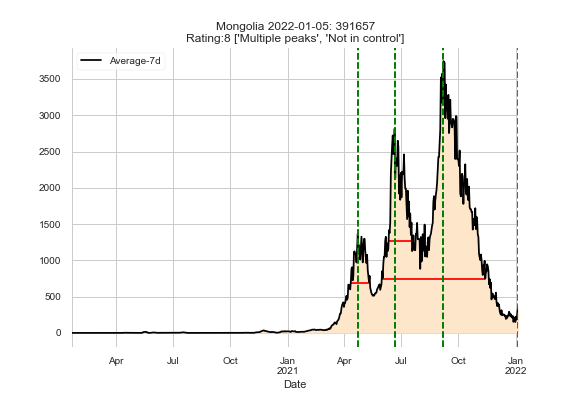 Mongolia 2022-01-05: 391657
Rating:8 ['Multiple peaks', 'Not in control']
Average-7d
3500
3000
2500
2000
1500
1000
500
0
Apr Jul Oct Jan Apr Jul Oct Jan
2021 2022
Date